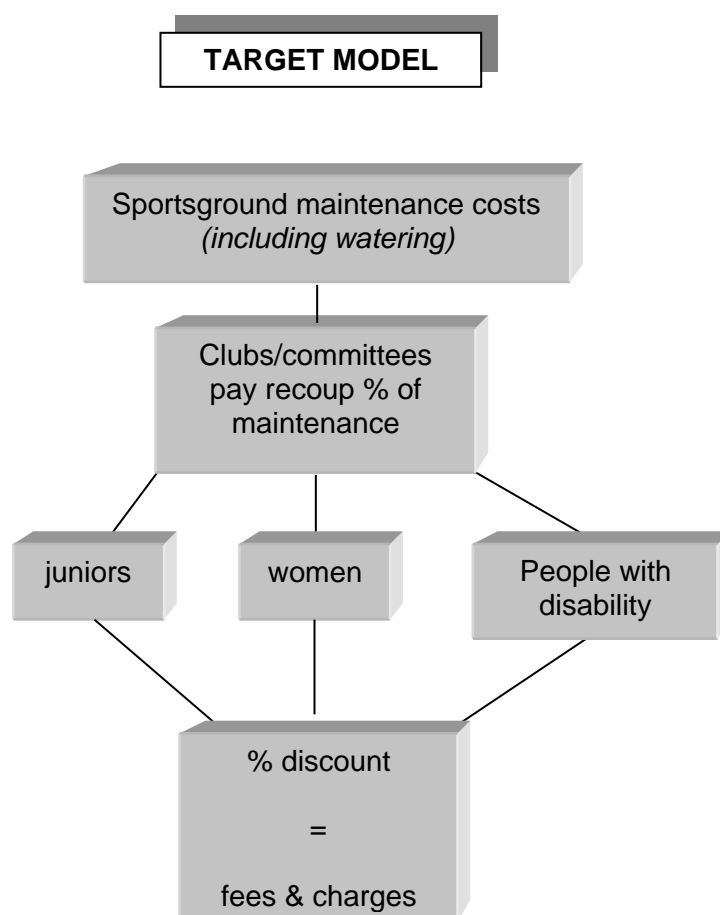 TARGET MODEL
Sportsground maintenance costs
(including watering)
Clubs/committees
pay recoup % of
maintenance
juniors
women
People with
disability
% discount
=
fees & charges